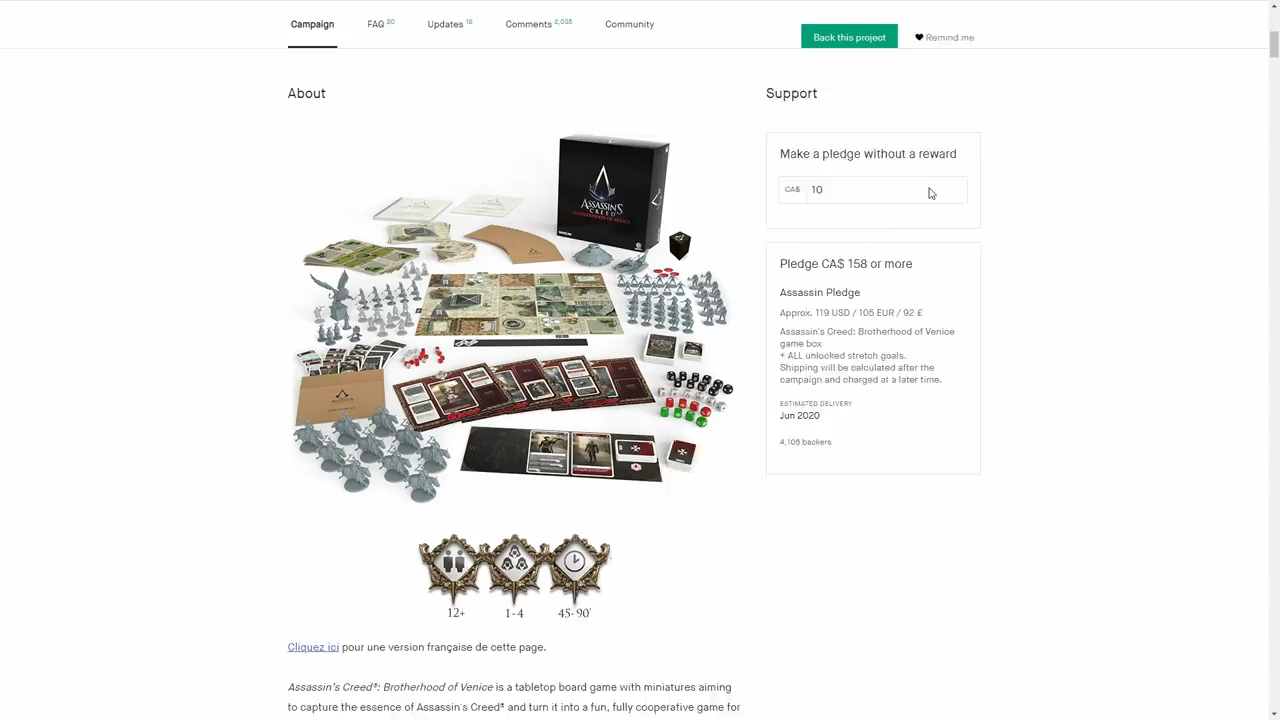 Campaign
FAQ 20
Updates 18
Comments 2,038
Community
Back this project
Remind me
About
Support
ASSASSIN'S
CREED
BROTHERHOOD OF VENICE
Make a pledge without a reward
CA$ 10
Pledge CA$ 158 or more
Assassin Pledge
Approx. 119 USD / 105 EUR / 92 £
Assassin's Creed: Brotherhood of Venice
game box
+ ALL unlocked stretch goals.
Shipping will be calculated after the
campaign and charged at a later time.
ESTIMATED DELIVERY
Jun 2020
4,105 backers
12+
1-4
45-90'
Cliquez ici pour une version française de cette page.
Assassin's Creed®: Brotherhood of Venice is a tabletop board game with miniatures aiming
to capture the essence of Assassin's Creed® and turn it into a fun, fully cooperative game for